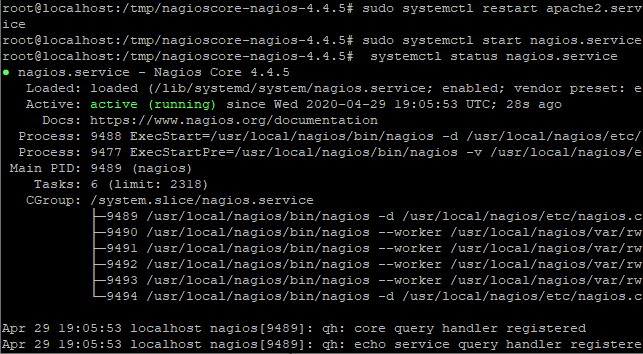 root@localhost:/tmp/nagioscore-nagios-4.4.5# sudo systemctl restart apache2.serv
ice
root@localhost:/tmp/nagioscore-nagios-4.4.5# sudo systemctl start nagios.service
root@localhost:/tmp/nagioscore-nagios-4.4.5#  systemctl status nagios.service
● nagios.service - Nagios Core 4.4.5
   Loaded: loaded (/lib/systemd/system/nagios.service; enabled; vendor preset: e
   Active: active (running) since Wed 2020-04-29 19:05:53 UTC; 28s ago
     Docs: https://www.nagios.org/documentation
  Process: 9488 ExecStart=/usr/local/nagios/bin/nagios -d /usr/local/nagios/etc/
  Process: 9477 ExecStartPre=/usr/local/nagios/bin/nagios -v /usr/local/nagios/e
 Main PID: 9489 (nagios)
    Tasks: 6 (limit: 2318)
   CGroup: /system.slice/nagios.service
           ├─9489 /usr/local/nagios/bin/nagios -d /usr/local/nagios/etc/nagios.c
           ├─9490 /usr/local/nagios/bin/nagios --worker /usr/local/nagios/var/rw
           ├─9491 /usr/local/nagios/bin/nagios --worker /usr/local/nagios/var/rw
           ├─9492 /usr/local/nagios/bin/nagios --worker /usr/local/nagios/var/rw
           ├─9493 /usr/local/nagios/bin/nagios --worker /usr/local/nagios/var/rw
           └─9494 /usr/local/nagios/bin/nagios -d /usr/local/nagios/etc/nagios.c
Apr 29 19:05:53 localhost nagios[9489]: qh: core query handler registered
Apr 29 19:05:53 localhost nagios[9489]: qh: echo service query handler registere